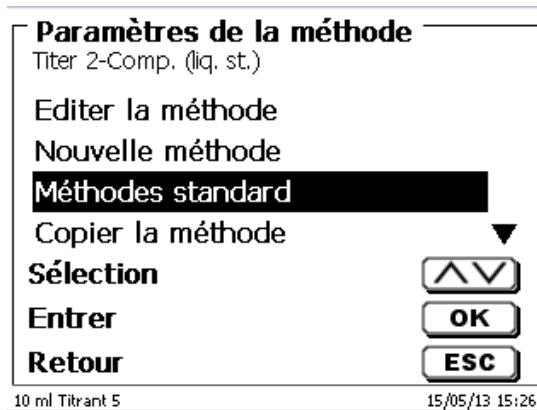 Paramètres de la méthode
Titer 2-Comp. (liq. st.)
Editer la méthode
Nouvelle méthode
Méthodes standard
Copier la méthode
Sélection
Entrer OK
Retour ESC
10 ml Titrant 5 15/05/13 15:26